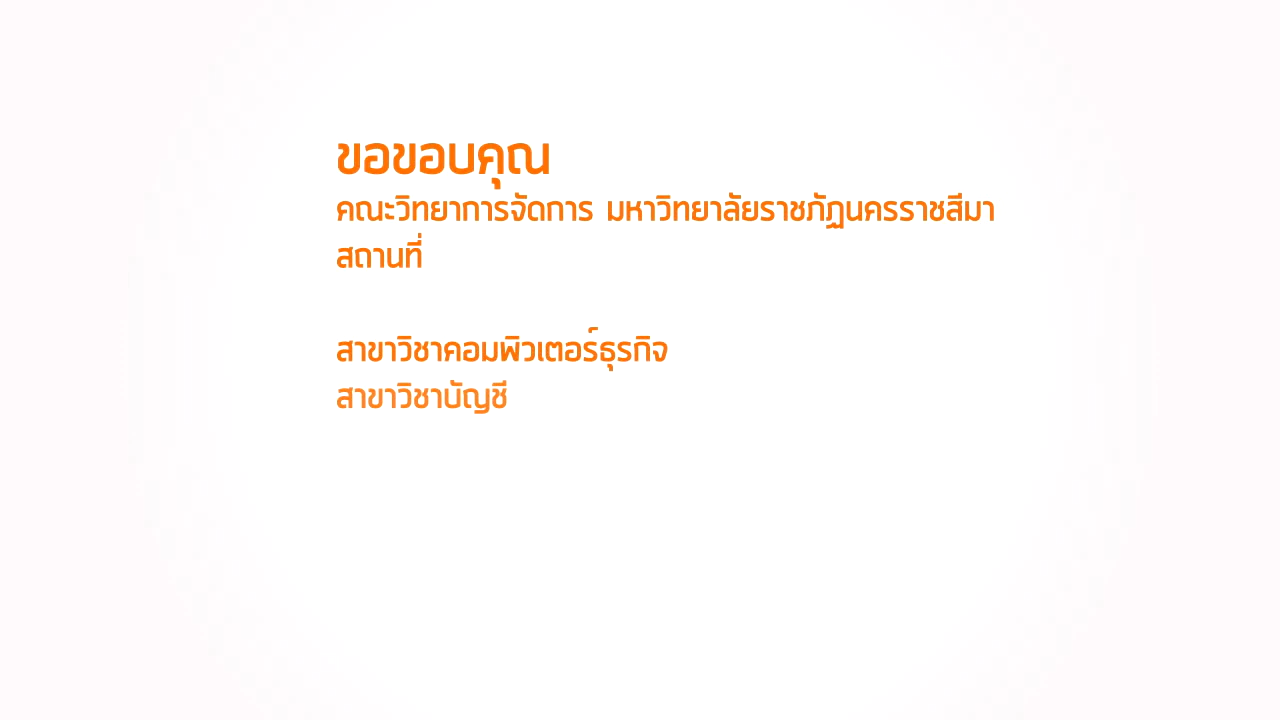 ขอขอบคุณ
คณะวิทยาการจัดการ มหาวิทยาลัยราชภัฏนครราชสีมา
สถานที่
สาขาวิชาคอมพิวเตอร์ธุรกิจ
สาขาวิชาบัญชี